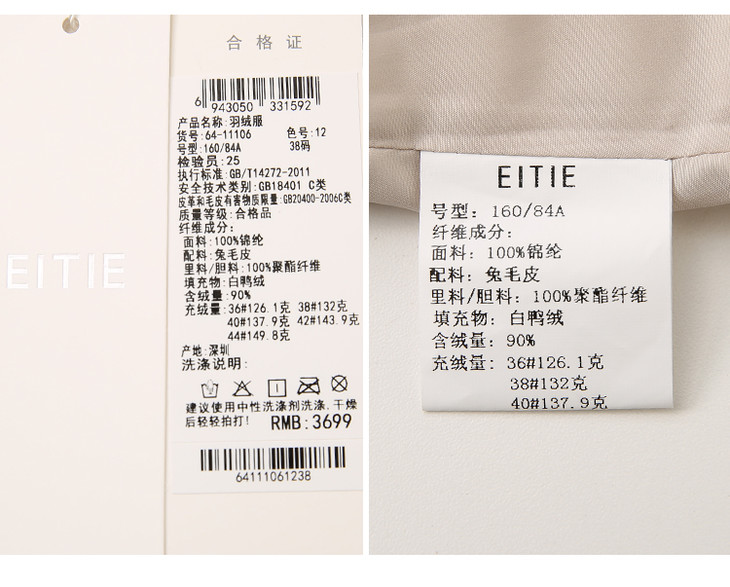 EITIE
合格证
6 943050 331592
产品名称:羽绒服
货号:64-11106 色号:12
号型:160/84A 38码
检验员:25
执行标准:GB/T14272-2011
安全技术类别:GB18401 C类
皮革和毛皮有害物质限量:GB20400-2006C类
质量等级:合格品
纤维成分:
面料:100%锦纶
配料:兔毛皮
里料/胆料:100%聚酯纤维
填充物:白鸭绒
含绒量:90%
充绒量:36#126.1克 38#132克
40#137.9克 42#143.9克
44#149.8克
产地:深圳
洗涤说明:
建议使用中性洗涤剂洗涤.干燥
后轻轻拍打! RMB:3699
64111061238
EITIE
号型: 160/84A
纤维成分:
面料: 100%锦纶
配料: 兔毛皮
里料/胆料: 100%聚酯纤维
填充物: 白鸭绒
含绒量: 90%
充绒量: 36#126.1克
38#132克
40#137.9克